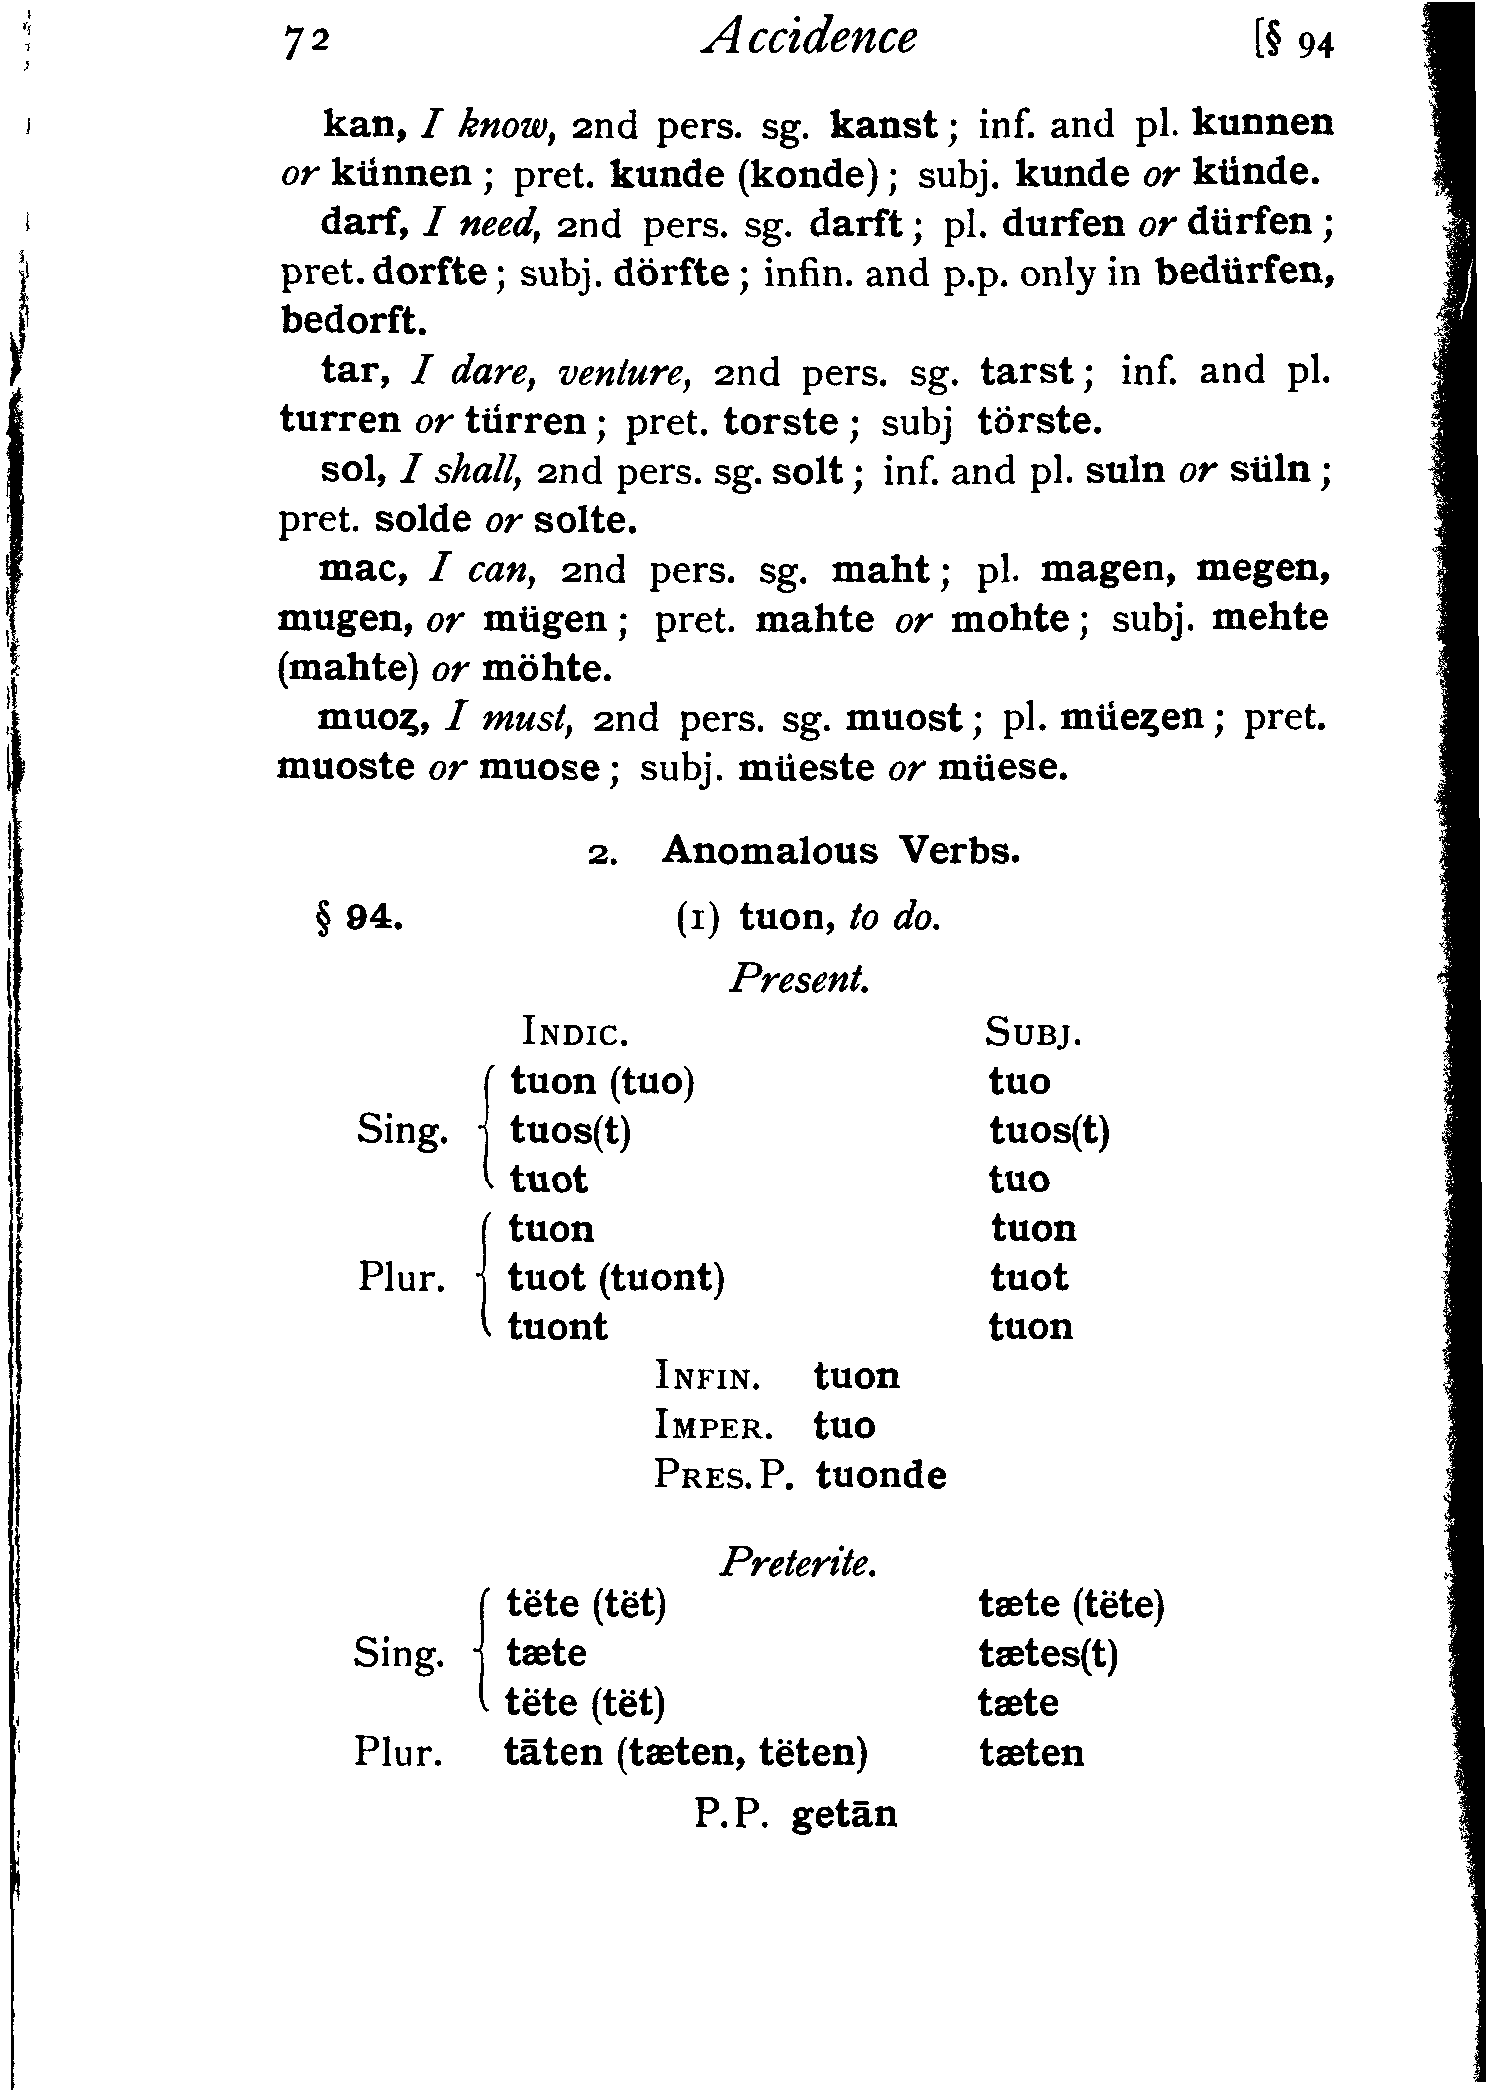 72 Accidence [§ 94
kan, I know, 2nd pers. sg. kanst; inf. and pl. kunnen
or künnen; pret. kunde (konde); subj. kunde or künde.
darf, I need, 2nd pers. sg. darft; pl. durfen or dürfen;
pret. dorfte; subj. dörfte; infin. and p.p. only in bedürfen,
bedorft.
tar, I dare, venture, 2nd pers. sg. tarst; inf. and pl.
turren or türren; pret. torste; subj törste.
sol, I shall, 2nd pers. sg. solt; inf. and pl. suln or süln;
pret. solde or solte.
mac, I can, 2nd pers. sg. maht; pl. magen, megen,
mugen, or mügen; pret. mahte or mohte; subj. mehte
(mahte) or möhte.
muoȥ, I must, 2nd pers. sg. muost; pl. müeȥen; pret.
muoste or muose; subj. müeste or müese.
2. Anomalous Verbs.
§ 94. (1) tuon, to do.
Present.
INDIC. SUBJ.
tuon (tuo) tuo
Sing. tuos(t) tuos(t)
tuot tuo
tuon tuon
Plur. tuot (tuont) tuot
tuont tuon
INFIN. tuon
IMPER. tuo
PRES. P. tuonde
Preterite.
tëte (tët) tæte (tëte)
Sing. tæte tætes(t)
tëte (tët) tæte
Plur. tāten (tæten, tëten) tæten
P.P. getān